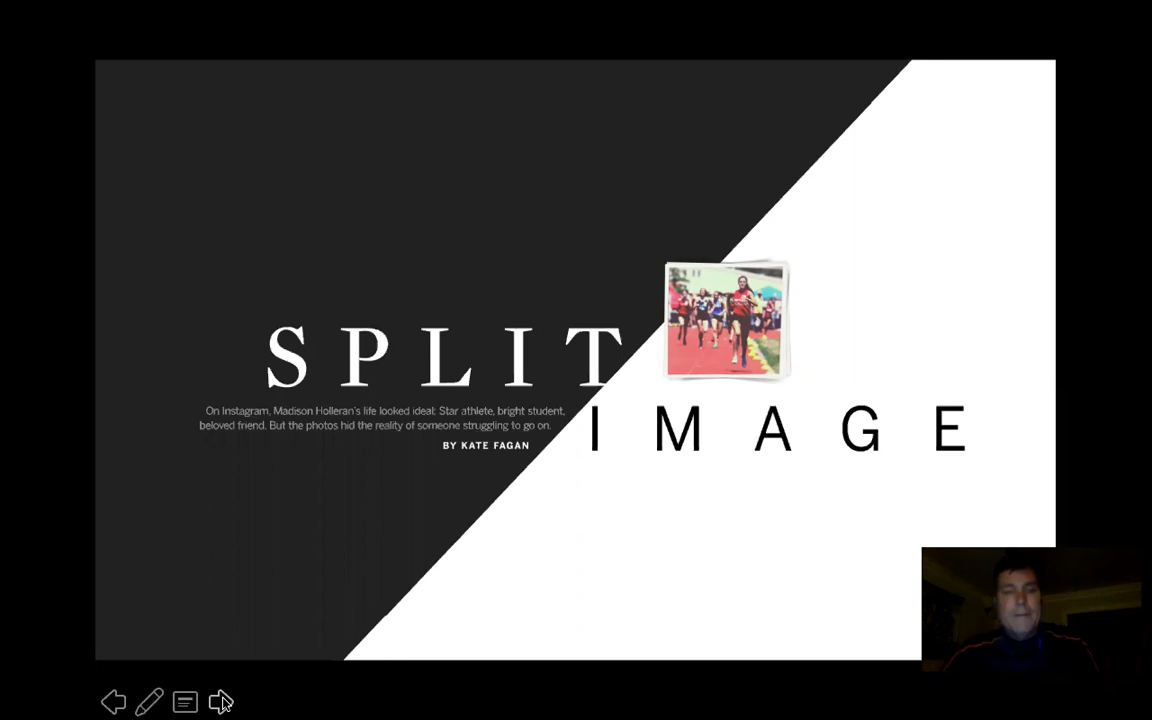 SPLIT
On Instagram, Madison Holleran's life looked ideal: Star athlete, bright student,
beloved friend. But the photos hid the reality of someone struggling to go on.
BY KATE FAGAN
IMAGE